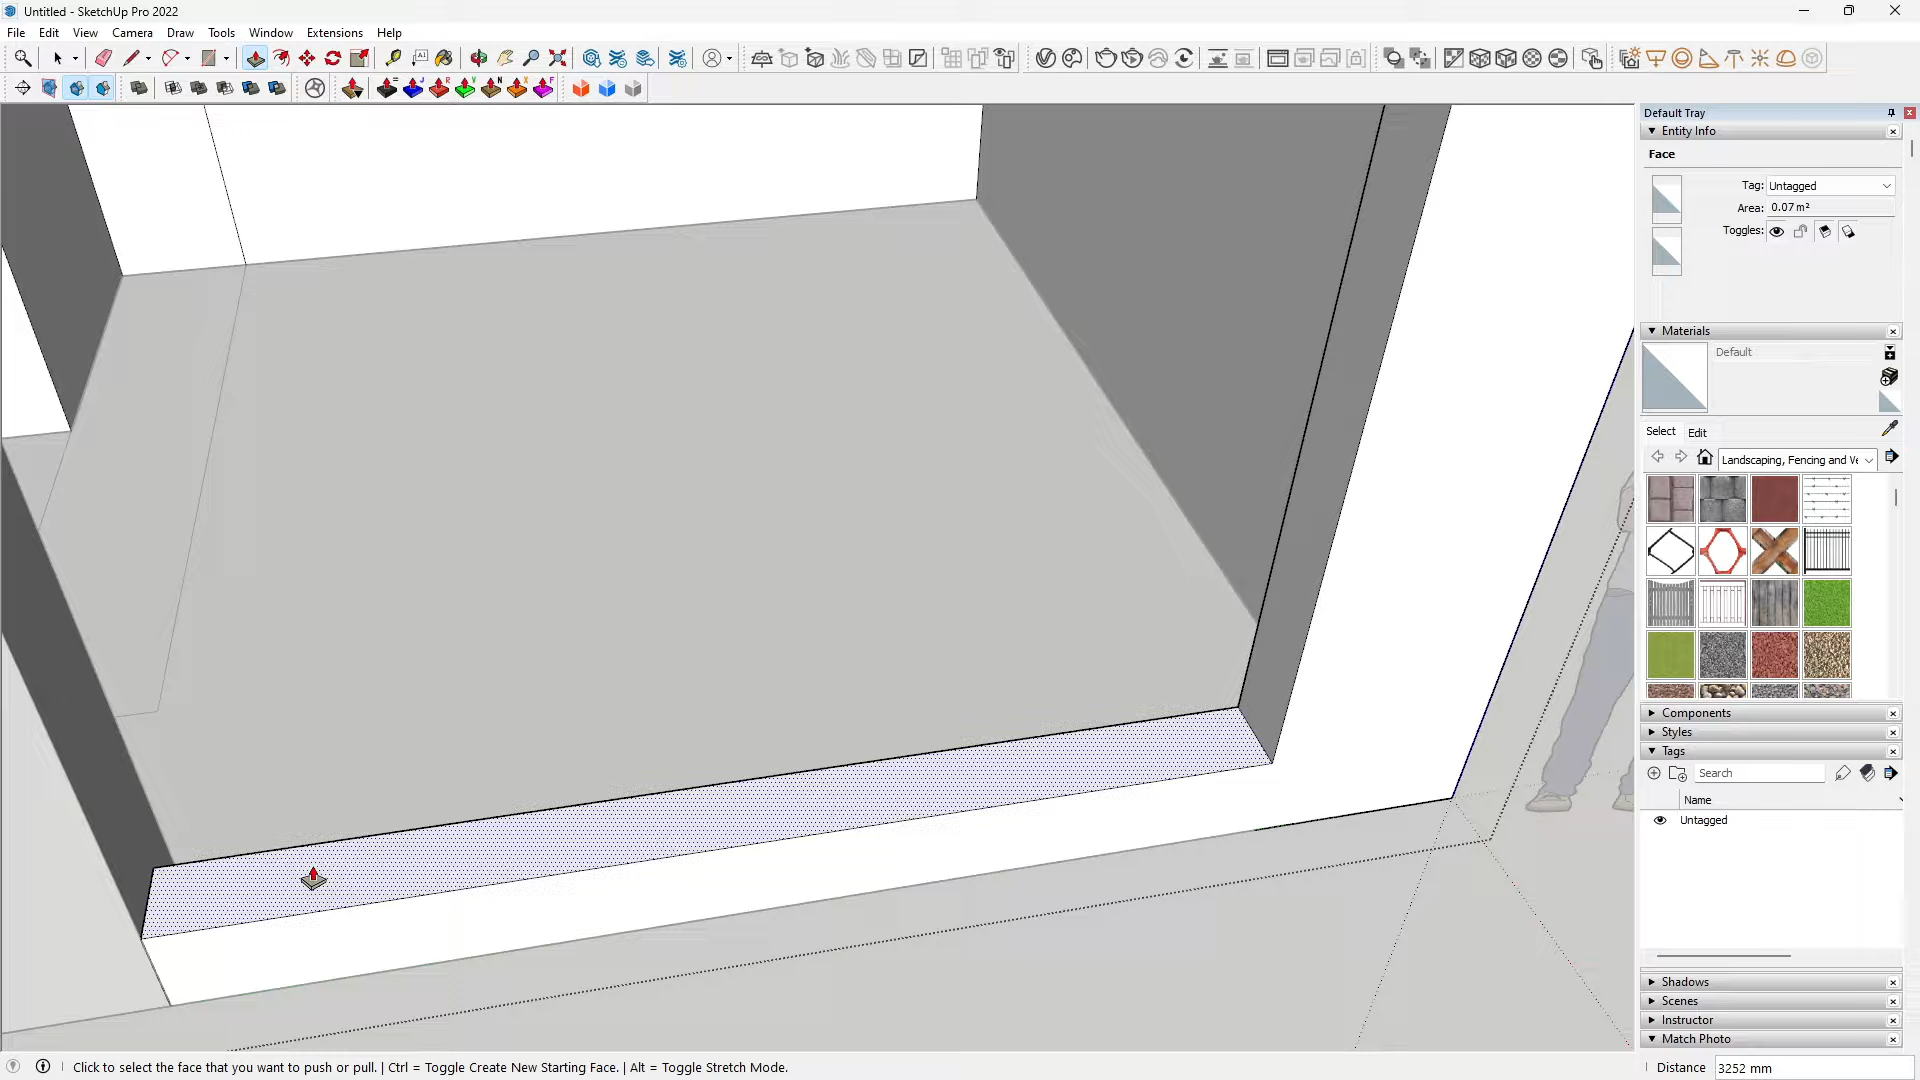 Untitled - SketchUp Pro 2022
File Edit View Camera Draw Tools Window Extensions Help
Default Tray
Entity Info
Face
Tag: Untagged
Area: 0.07 m²
Toggles:
Materials
Default
Select Edit
Landscaping, Fencing and Ve
Components
Styles
Tags
Search
Name
Untagged
Shadows
Scenes
Instructor
Match Photo
Click to select the face that you want to push or pull. | Ctrl = Toggle Create New Starting Face. | Alt = Toggle Stretch Mode.
Distance 3252 mm